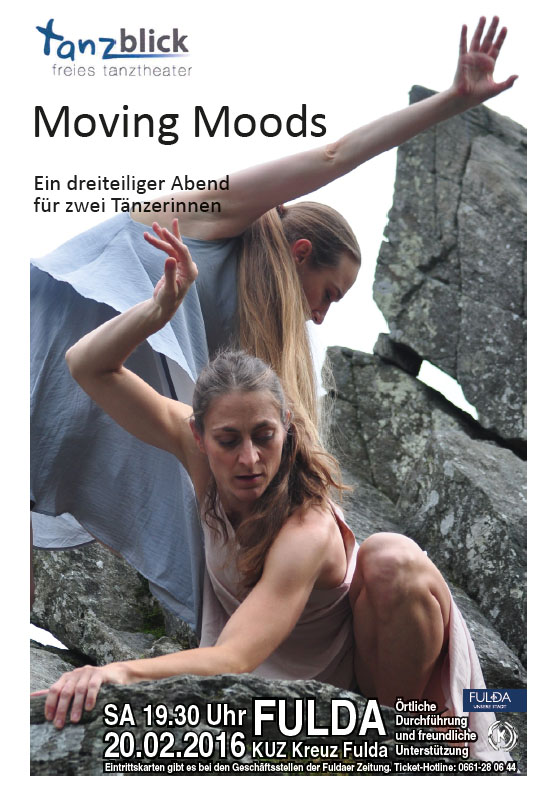 tanzblick
freies tanztheater
Moving Moods
Ein dreiteiliger Abend
für zwei Tänzerinnen
FULDA
UNSERE STADT
SA 19.30 Uhr
20.02.2016
FULDA
KUZ Kreuz Fulda
Örtliche
Durchführung
und freundliche
Unterstützung
K
Eintrittskarten gibt es bei den Geschäftsstellen der Fuldaer Zeitung. Ticket-Hotline: 0661-28 06 44